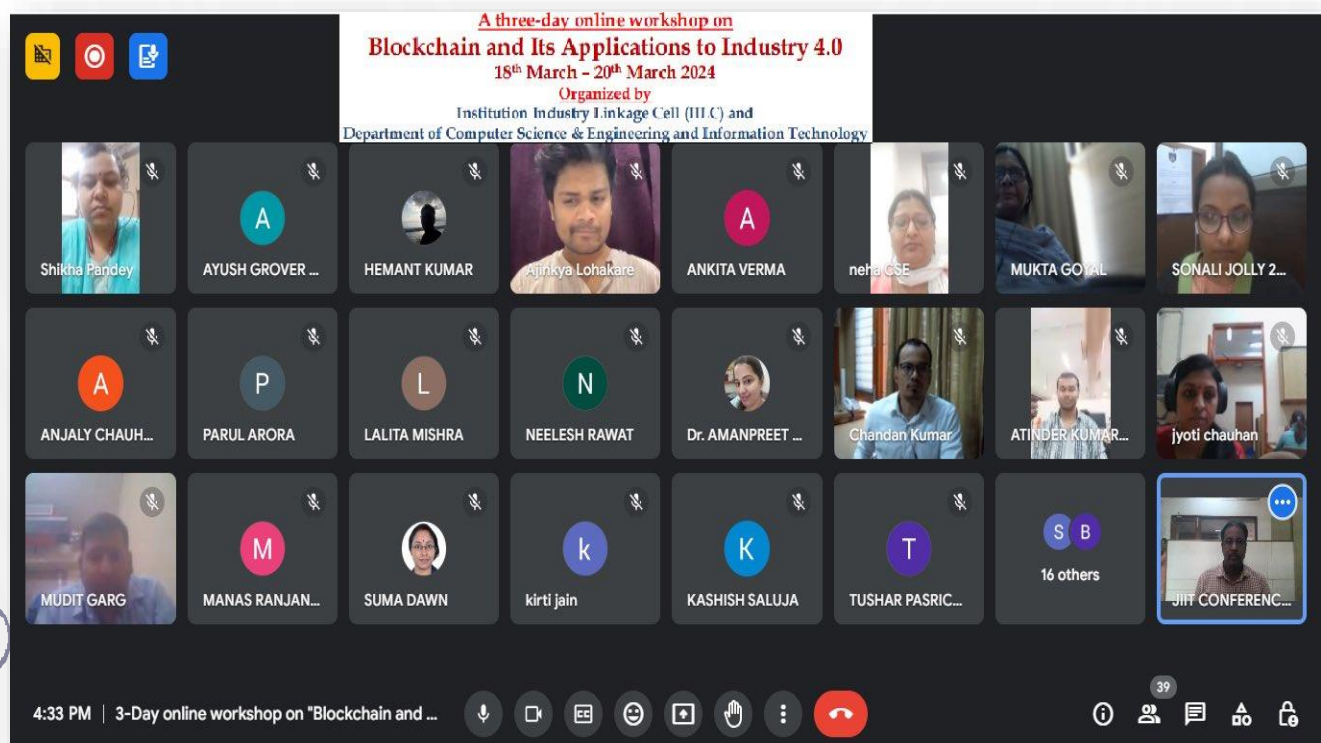 A three-day online workshop on
Blockchain and Its Applications to Industry 4.0
18th March – 20th March 2024
Organized by
Institution Industry Linkage Cell (IILC) and
Department of Computer Science & Engineering and Information Technology
Shikha Pandey
A
AYUSH GROVER ...
HEMANT KUMAR
Ajinkya Lohakare
A
ANKITA VERMA
neha CSE
MUKTA GOYAL
SONALI JOLLY 2...
A
ANJALY CHAUH...
P
PARUL ARORA
L
LALITA MISHRA
N
NEELESH RAWAT
Dr. AMANPREET ...
Chandan Kumar
ATINDER KUMAR...
jyoti chauhan
MUDIT GARG
M
MANAS RANJAN...
SUMA DAWN
k
kirti jain
K
KASHISH SALUJA
T
TUSHAR PASRIC...
S B
16 others
JIIT CONFERENC...
39
4:33 PM | 3-Day online workshop on "Blockchain and ...